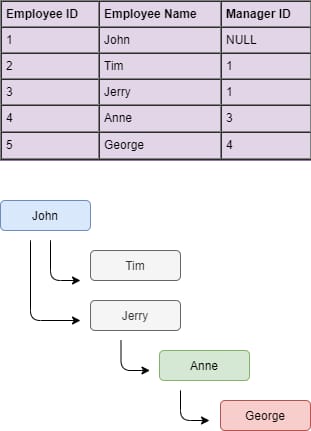 Employee ID Employee Name Manager ID
1 John NULL
2 Tim 1
3 Jerry 1
4 Anne 3
5 George 4
John
Tim
Jerry
Anne
George